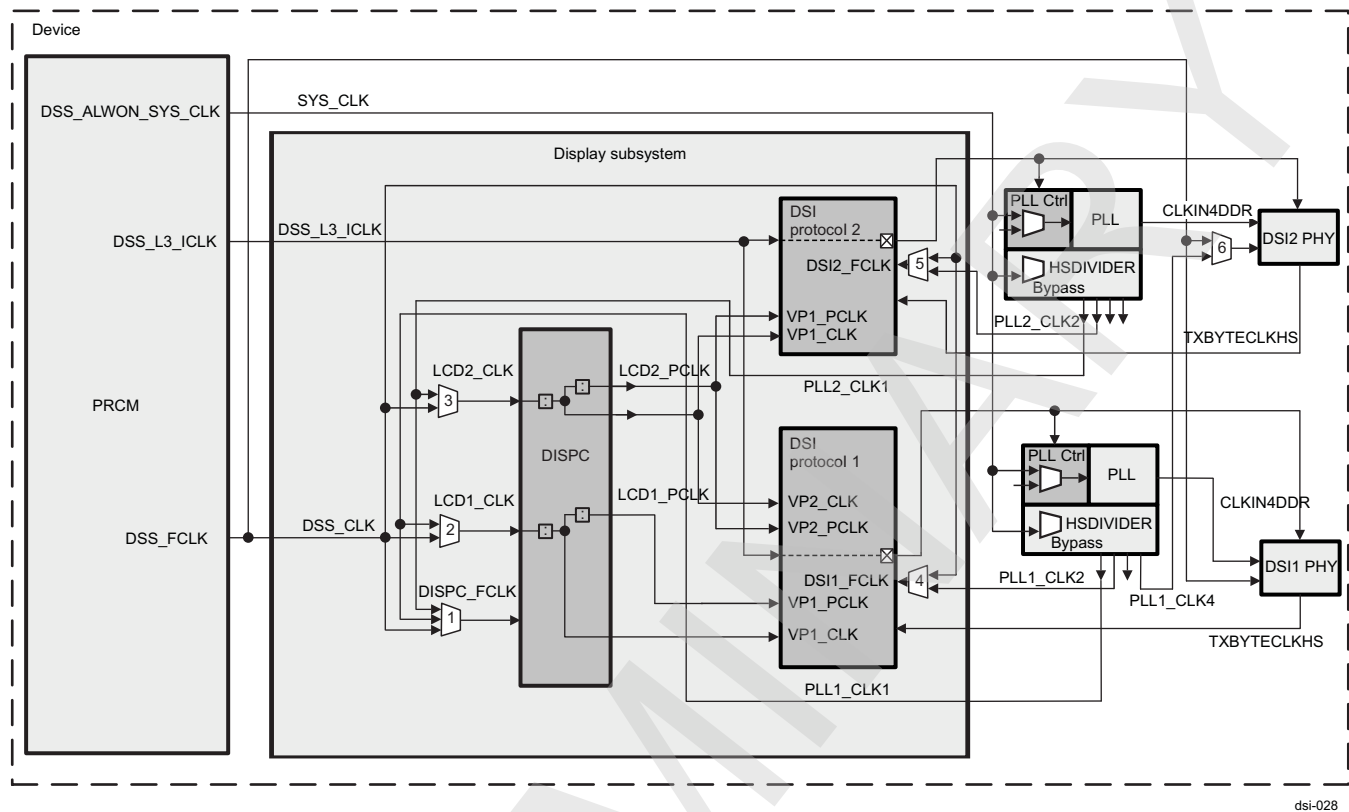 Device
DSS_ALWON_SYS_CLK
SYS_CLK
Display subsystem
DSI
protocol 2
PLL Ctrl
PLL
CLKIN4DDR
DSS_L3_ICLK
DSS_L3_ICLK
DSI2_FCLK
5
6
DSI2 PHY
HSDIVIDER
Bypass
VP1_PCLK
VP1_CLK
PLL2_CLK2
TXBYTECLKHS
LCD2_CLK
LCD2_PCLK
PLL2_CLK1
3
:
:
PRCM
DISPC
DSI
protocol 1
PLL Ctrl
PLL
LCD1_CLK
LCD1_PCLK
VP2_CLK
CLKIN4DDR
DSS_FCLK
DSS_CLK
2
:
:
VP2_PCLK
HSDIVIDER
Bypass
DSI1_FCLK
4
DSI1 PHY
DISPC_FCLK
PLL1_CLK2
PLL1_CLK4
VP1_PCLK
1
VP1_CLK
TXBYTECLKHS
PLL1_CLK1
dsi-028